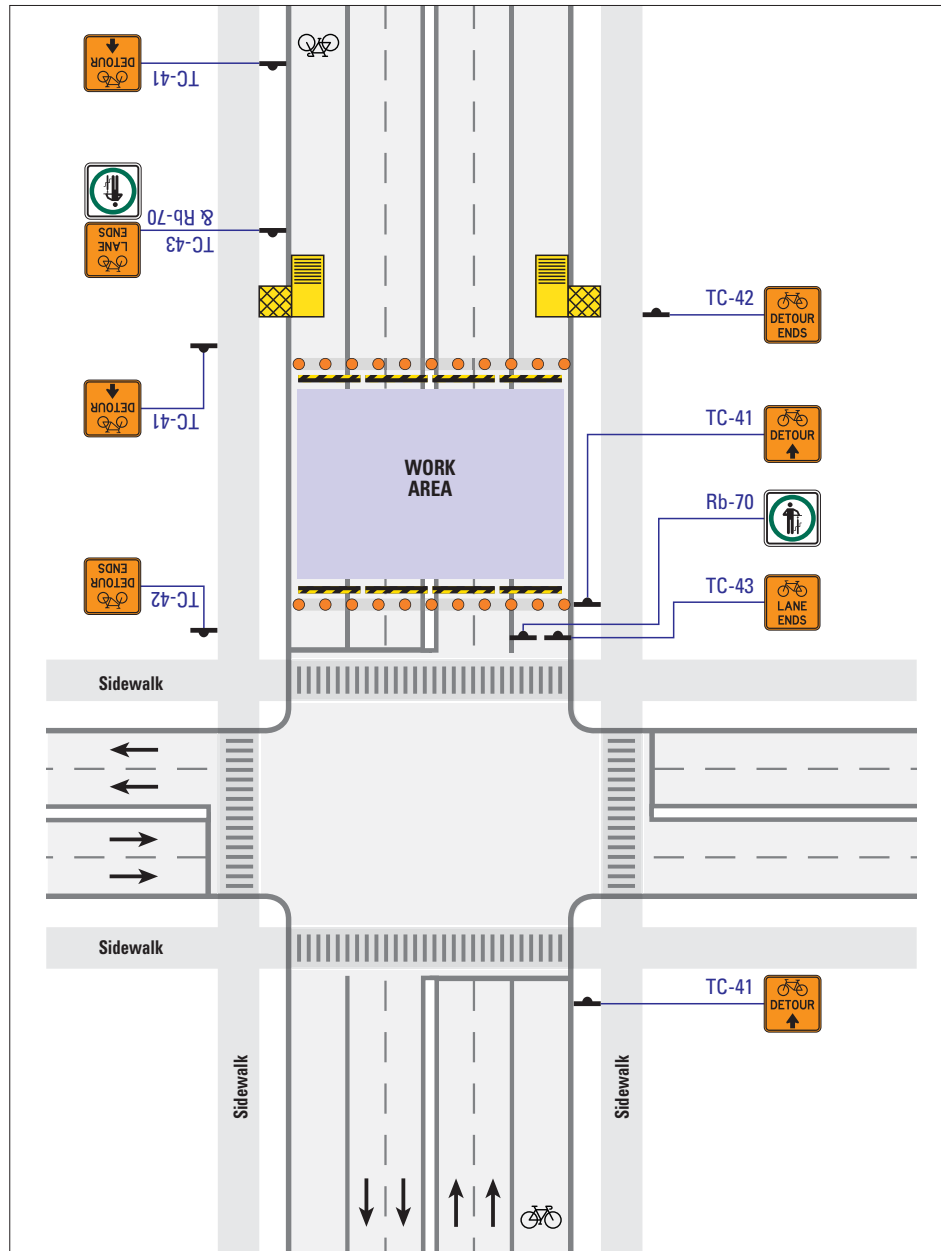 DETOUR
TC-41
LANE
ENDS
TC-43
& Rb-70
DETOUR
TC-41
DETOUR
ENDS
TC-42
TC-42
DETOUR
ENDS
TC-41
DETOUR
Rb-70
TC-43
LANE
ENDS
WORK
AREA
Sidewalk
Sidewalk
TC-41
DETOUR
Sidewalk
Sidewalk